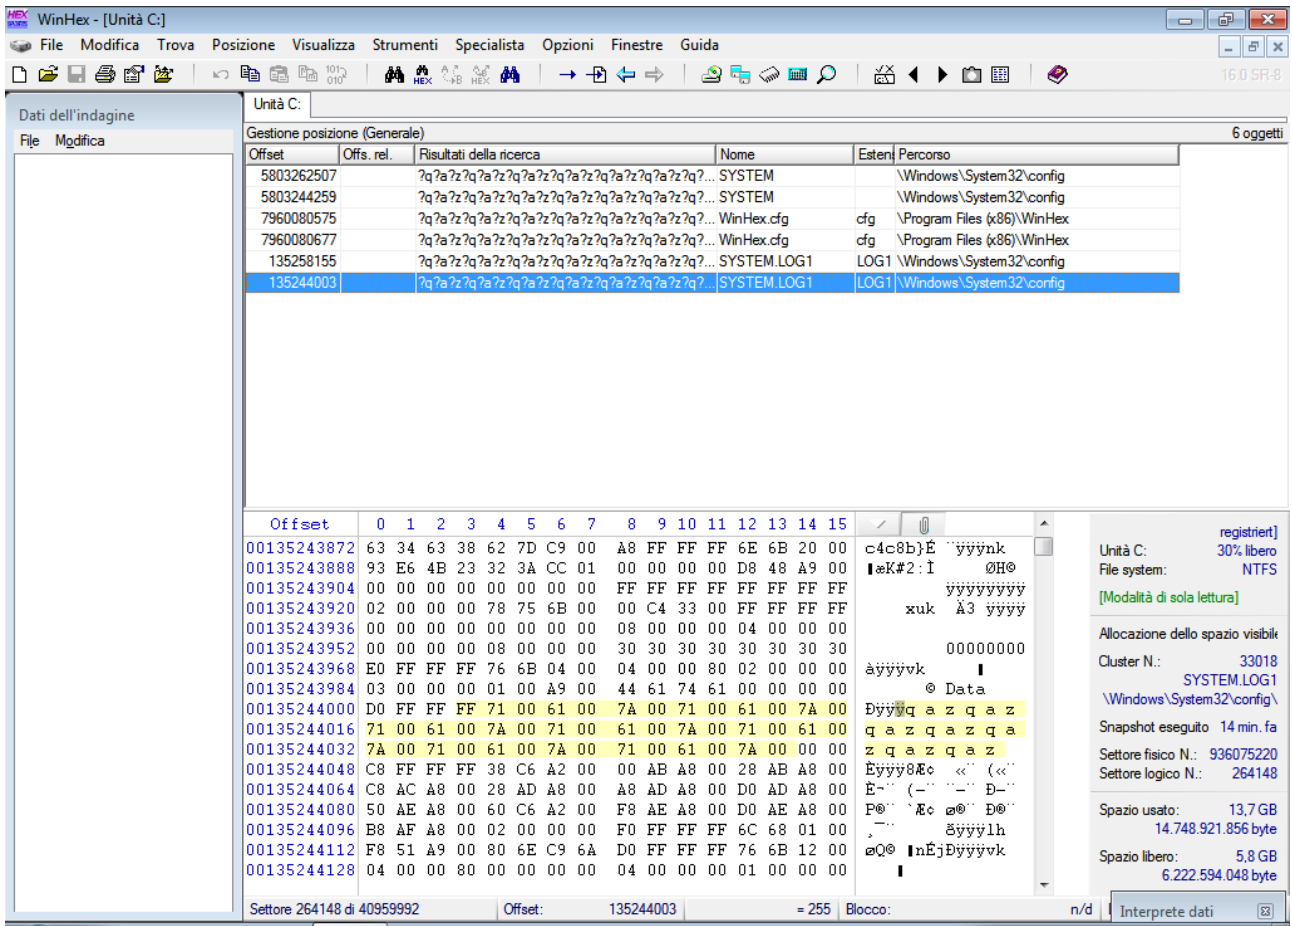 WinHex - [Unità C:]
File Modifica Trova Posizione Visualizza Strumenti Specialista Opzioni Finestre Guida
16.0 SR-8
Dati dell'indagine
File Modifica
Unità C:
Gestione posizione (Generale) 6 oggetti
Offset Offs. rel. Risultati della ricerca Nome Esten Percorso
5803262507 ?q?a?z?q?a?z?q?a?z?q?a?z?q?a?z?q?a?z?q?... SYSTEM \Windows\System32\config
5803244259 ?q?a?z?q?a?z?q?a?z?q?a?z?q?a?z?q?a?z?q?... SYSTEM \Windows\System32\config
7960080575 ?q?a?z?q?a?z?q?a?z?q?a?z?q?a?z?q?a?z?q?... WinHex.cfg cfg \Program Files (x86)\WinHex
7960080677 ?q?a?z?q?a?z?q?a?z?q?a?z?q?a?z?q?a?z?q?... WinHex.cfg cfg \Program Files (x86)\WinHex
135258155 ?q?a?z?q?a?z?q?a?z?q?a?z?q?a?z?q?a?z?q?... SYSTEM.LOG1 LOG1 \Windows\System32\config
135244003 ?q?a?z?q?a?z?q?a?z?q?a?z?q?a?z?q?a?z?q?... SYSTEM.LOG1 LOG1 \Windows\System32\config
Offset 0 1 2 3 4 5 6 7 8 9 10 11 12 13 14 15
00135243872 63 34 63 38 62 7D C9 00 A8 FF FF FF 6E 6B 20 00 c4c8b}É ¨ÿÿÿnk
00135243888 93 E6 4B 23 32 3A CC 01 00 00 00 00 D8 48 A9 00 æK#2:Ì ØH©
00135243904 00 00 00 00 00 00 00 00 FF FF FF FF FF FF FF FF ÿÿÿÿÿÿÿÿ
00135243920 02 00 00 00 78 75 6B 00 00 C4 33 00 FF FF FF FF xuk Ä3 ÿÿÿÿ
00135243936 00 00 00 00 00 00 00 00 08 00 00 00 04 00 00 00
00135243952 00 00 00 00 08 00 00 00 30 30 30 30 30 30 30 30 00000000
00135243968 E0 FF FF FF 76 6B 04 00 04 00 00 80 02 00 00 00 àÿÿÿvk
00135243984 03 00 00 00 01 00 A9 00 44 61 74 61 00 00 00 00 © Data
00135244000 D0 FF FF FF 71 00 61 00 7A 00 71 00 61 00 7A 00 Ðÿÿÿq a z q a z
00135244016 71 00 61 00 7A 00 71 00 61 00 7A 00 71 00 61 00 q a z q a z q a
00135244032 7A 00 71 00 61 00 7A 00 71 00 61 00 7A 00 00 00 z q a z q a z
00135244048 C8 FF FF FF 38 C6 A2 00 00 AB A8 00 28 AB A8 00 Èÿÿÿ8Æ¢ «¨ («¨
00135244064 C8 AC A8 00 28 AD A8 00 A8 AD A8 00 D0 AD A8 00 È¬¨ (-¨ ¨-¨ Ð-¨
00135244080 50 AE A8 00 60 C6 A2 00 F8 AE A8 00 D0 AE A8 00 P®¨ `Æ¢ ø®¨ Ð®¨
00135244096 B8 AF A8 00 02 00 00 00 F0 FF FF FF 6C 68 01 00 ¸¯¨ ðÿÿÿlh
00135244112 F8 51 A9 00 80 6E C9 6A D0 FF FF FF 76 6B 12 00 øQ© nÉjÐÿÿÿvk
00135244128 04 00 00 80 00 00 00 00 04 00 00 00 01 00 00 00
registriert]
Unità C: 30% libero
File system: NTFS
[Modalità di sola lettura]
Allocazione dello spazio visibile
Cluster N.: 33018
SYSTEM.LOG1
\Windows\System32\config\
Snapshot eseguito 14 min. fa
Settore fisico N.: 936075220
Settore logico N.: 264148
Spazio usato: 13,7 GB
14.748.921.856 byte
Spazio libero: 5,8 GB
6.222.594.048 byte
Settore 264148 di 40959992 Offset: 135244003 = 255 Blocco: n/d
Interprete dati